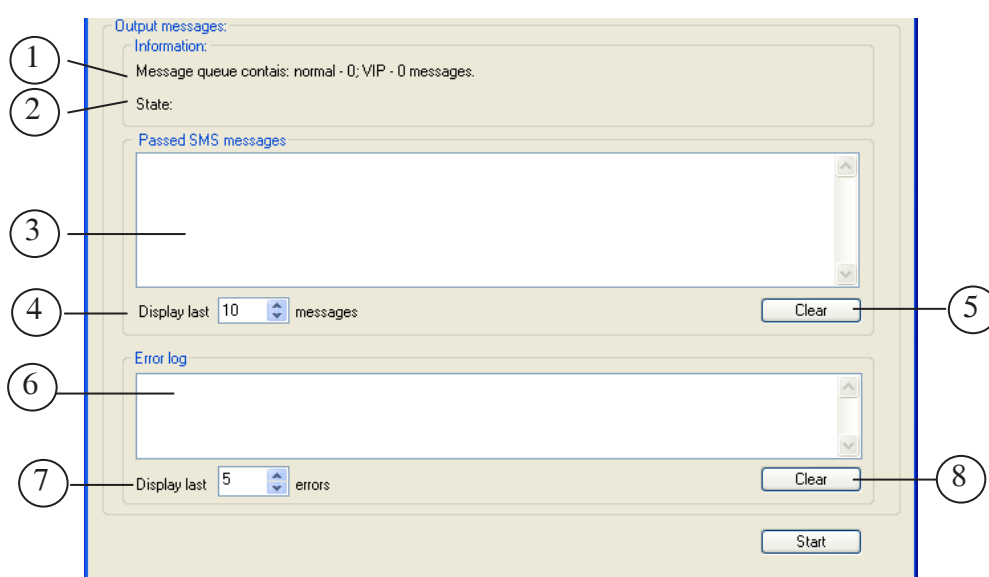 Output messages:
Information:
1
Message queue contais: normal - 0; VIP - 0 messages.
2
State:
Passed SMS messages
3
4
Display last 10 messages
Clear
5
Error log
6
7
Display last 5 errors
Clear
8
Start